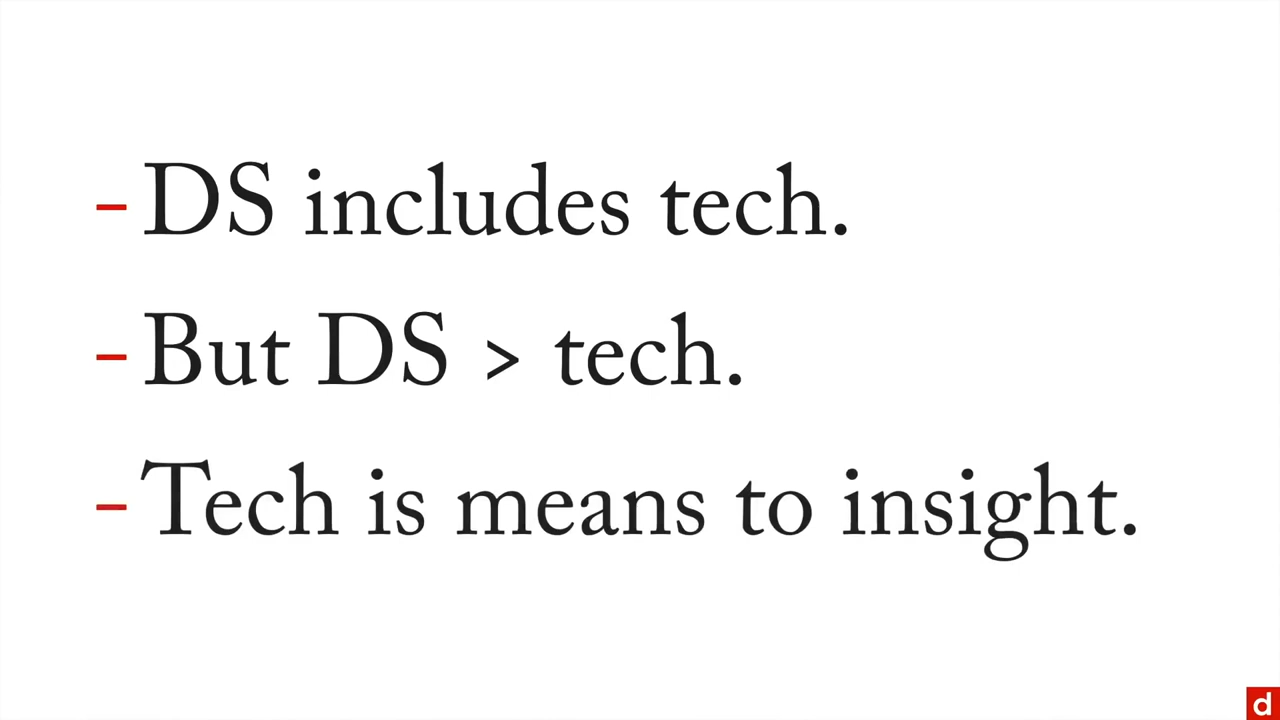 – DS includes tech.
– But DS > tech.
– Tech is means to insight.
d